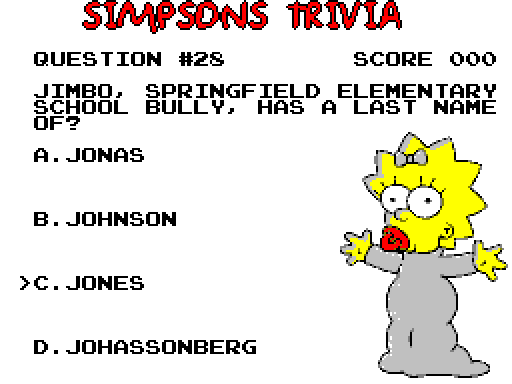 SIMPSONS TRIVIA
QUESTION #28 SCORE 000
JIMBO, SPRINGFIELD ELEMENTARY
SCHOOL BULLY, HAS A LAST NAME
OF?
A.JONAS
B.JOHNSON
>C.JONES
D.JOHASSONBERG